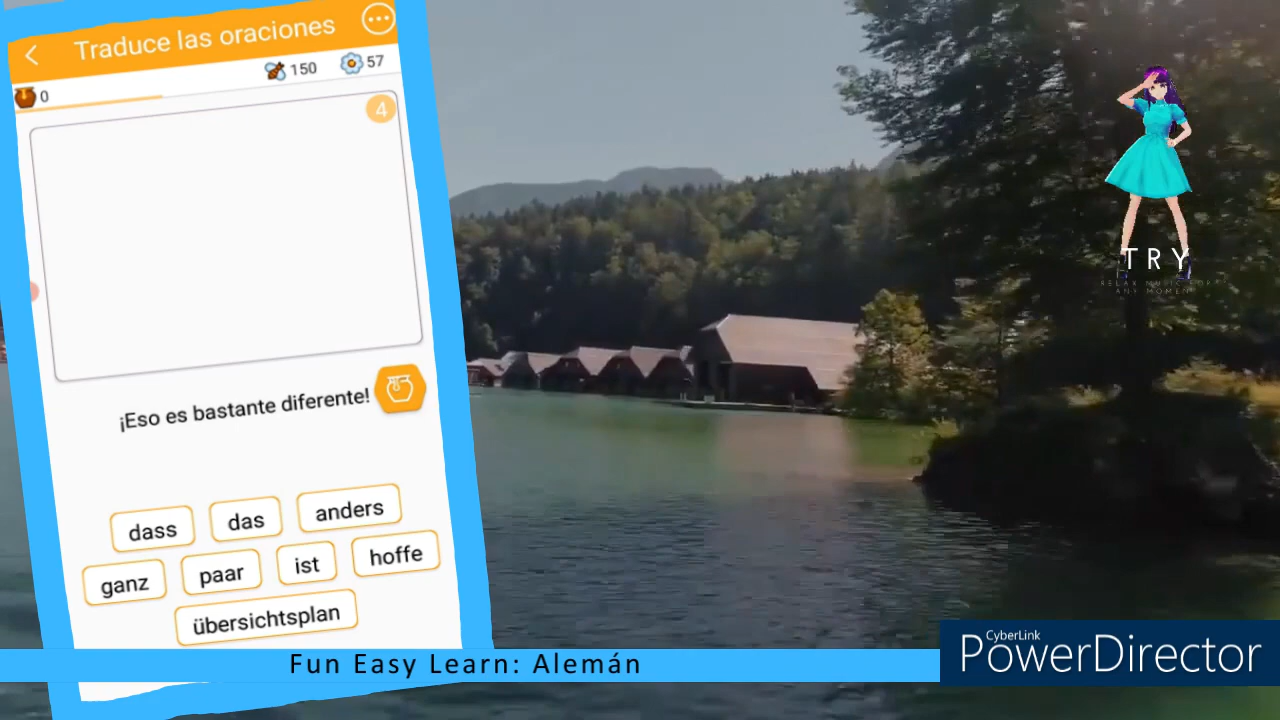 Traduce las oraciones
0
150
57
4
¡Eso es bastante diferente!
dass
das
anders
ganz
paar
ist
hoffe
übersichtsplan
TRY
Fun Easy Learn: Alemán
CyberLink
PowerDirector